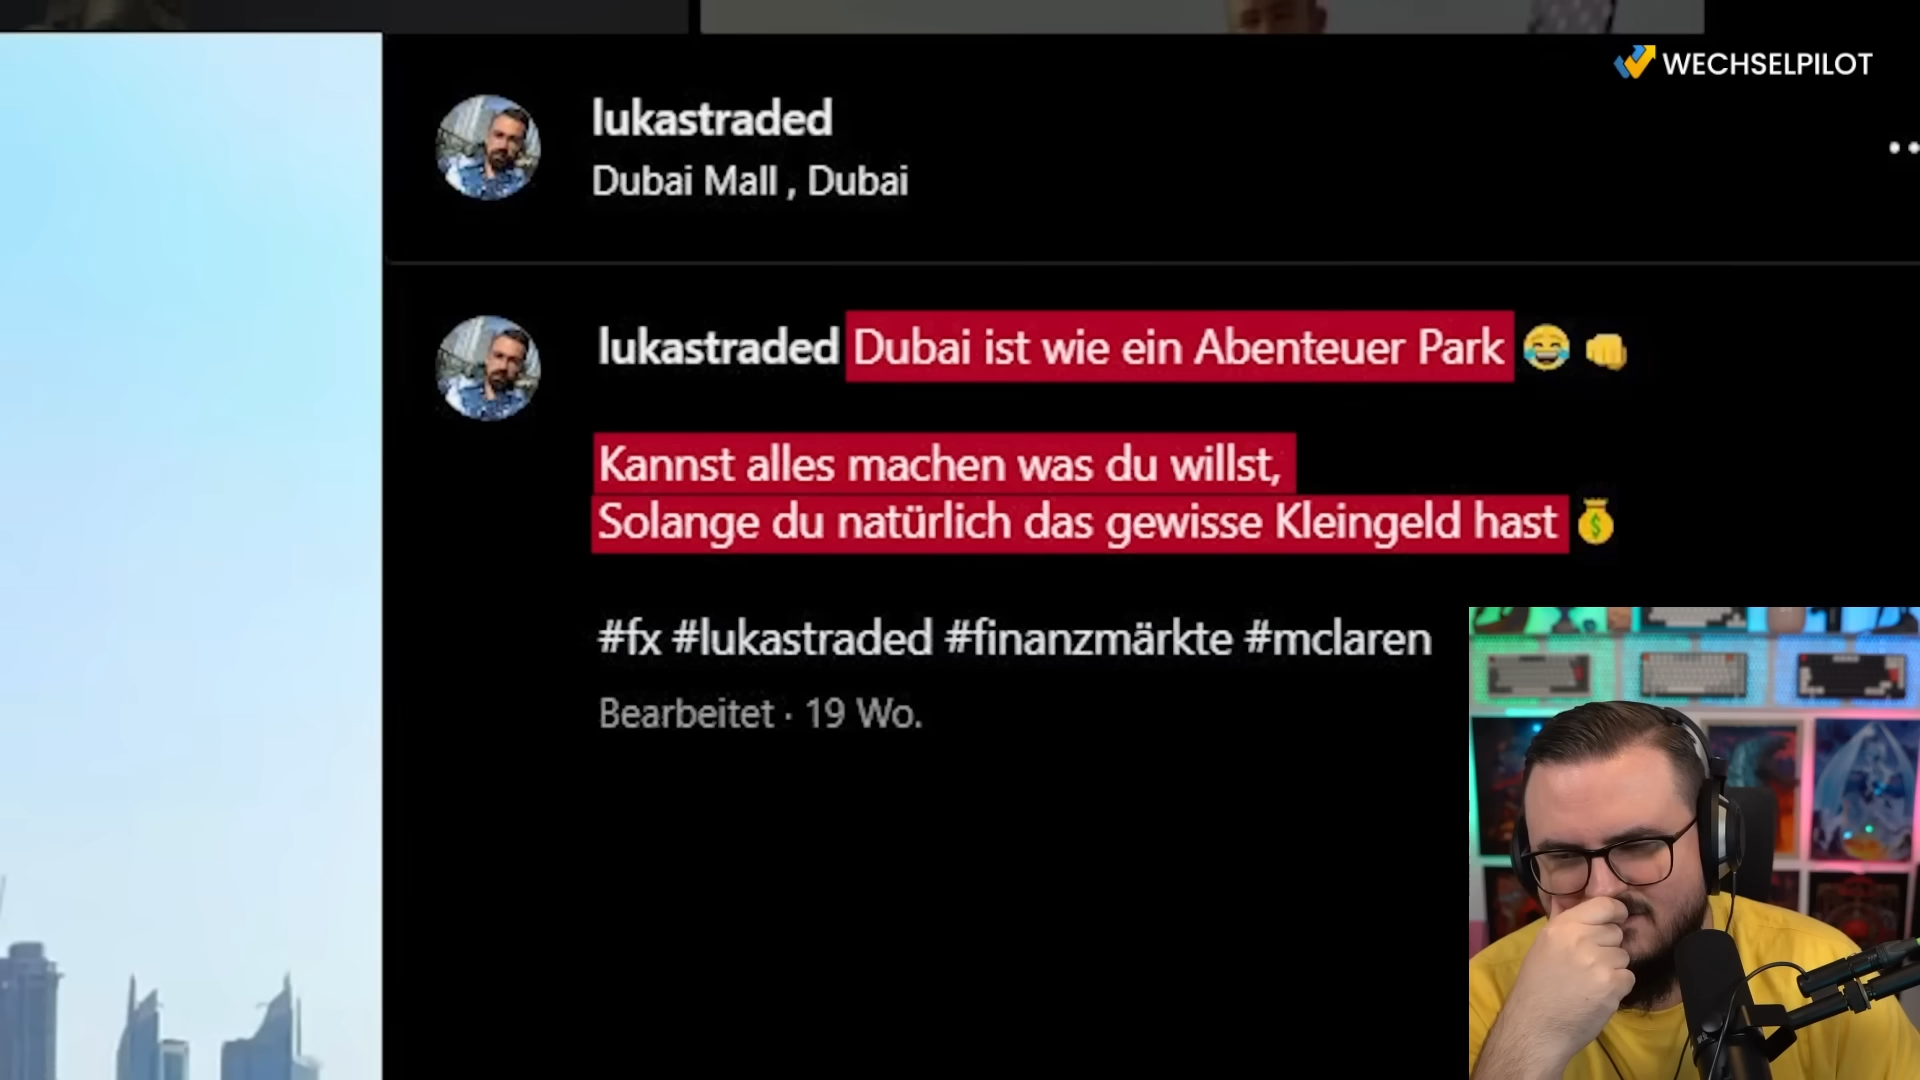 WECHSELPILOT
lukastraded
Dubai Mall , Dubai
lukastraded Dubai ist wie ein Abenteuer Park 😂 👊
Kannst alles machen was du willst,
Solange du natürlich das gewisse Kleingeld hast 💰
#fx #lukastraded #finanzmärkte #mclaren
Bearbeitet · 19 Wo.